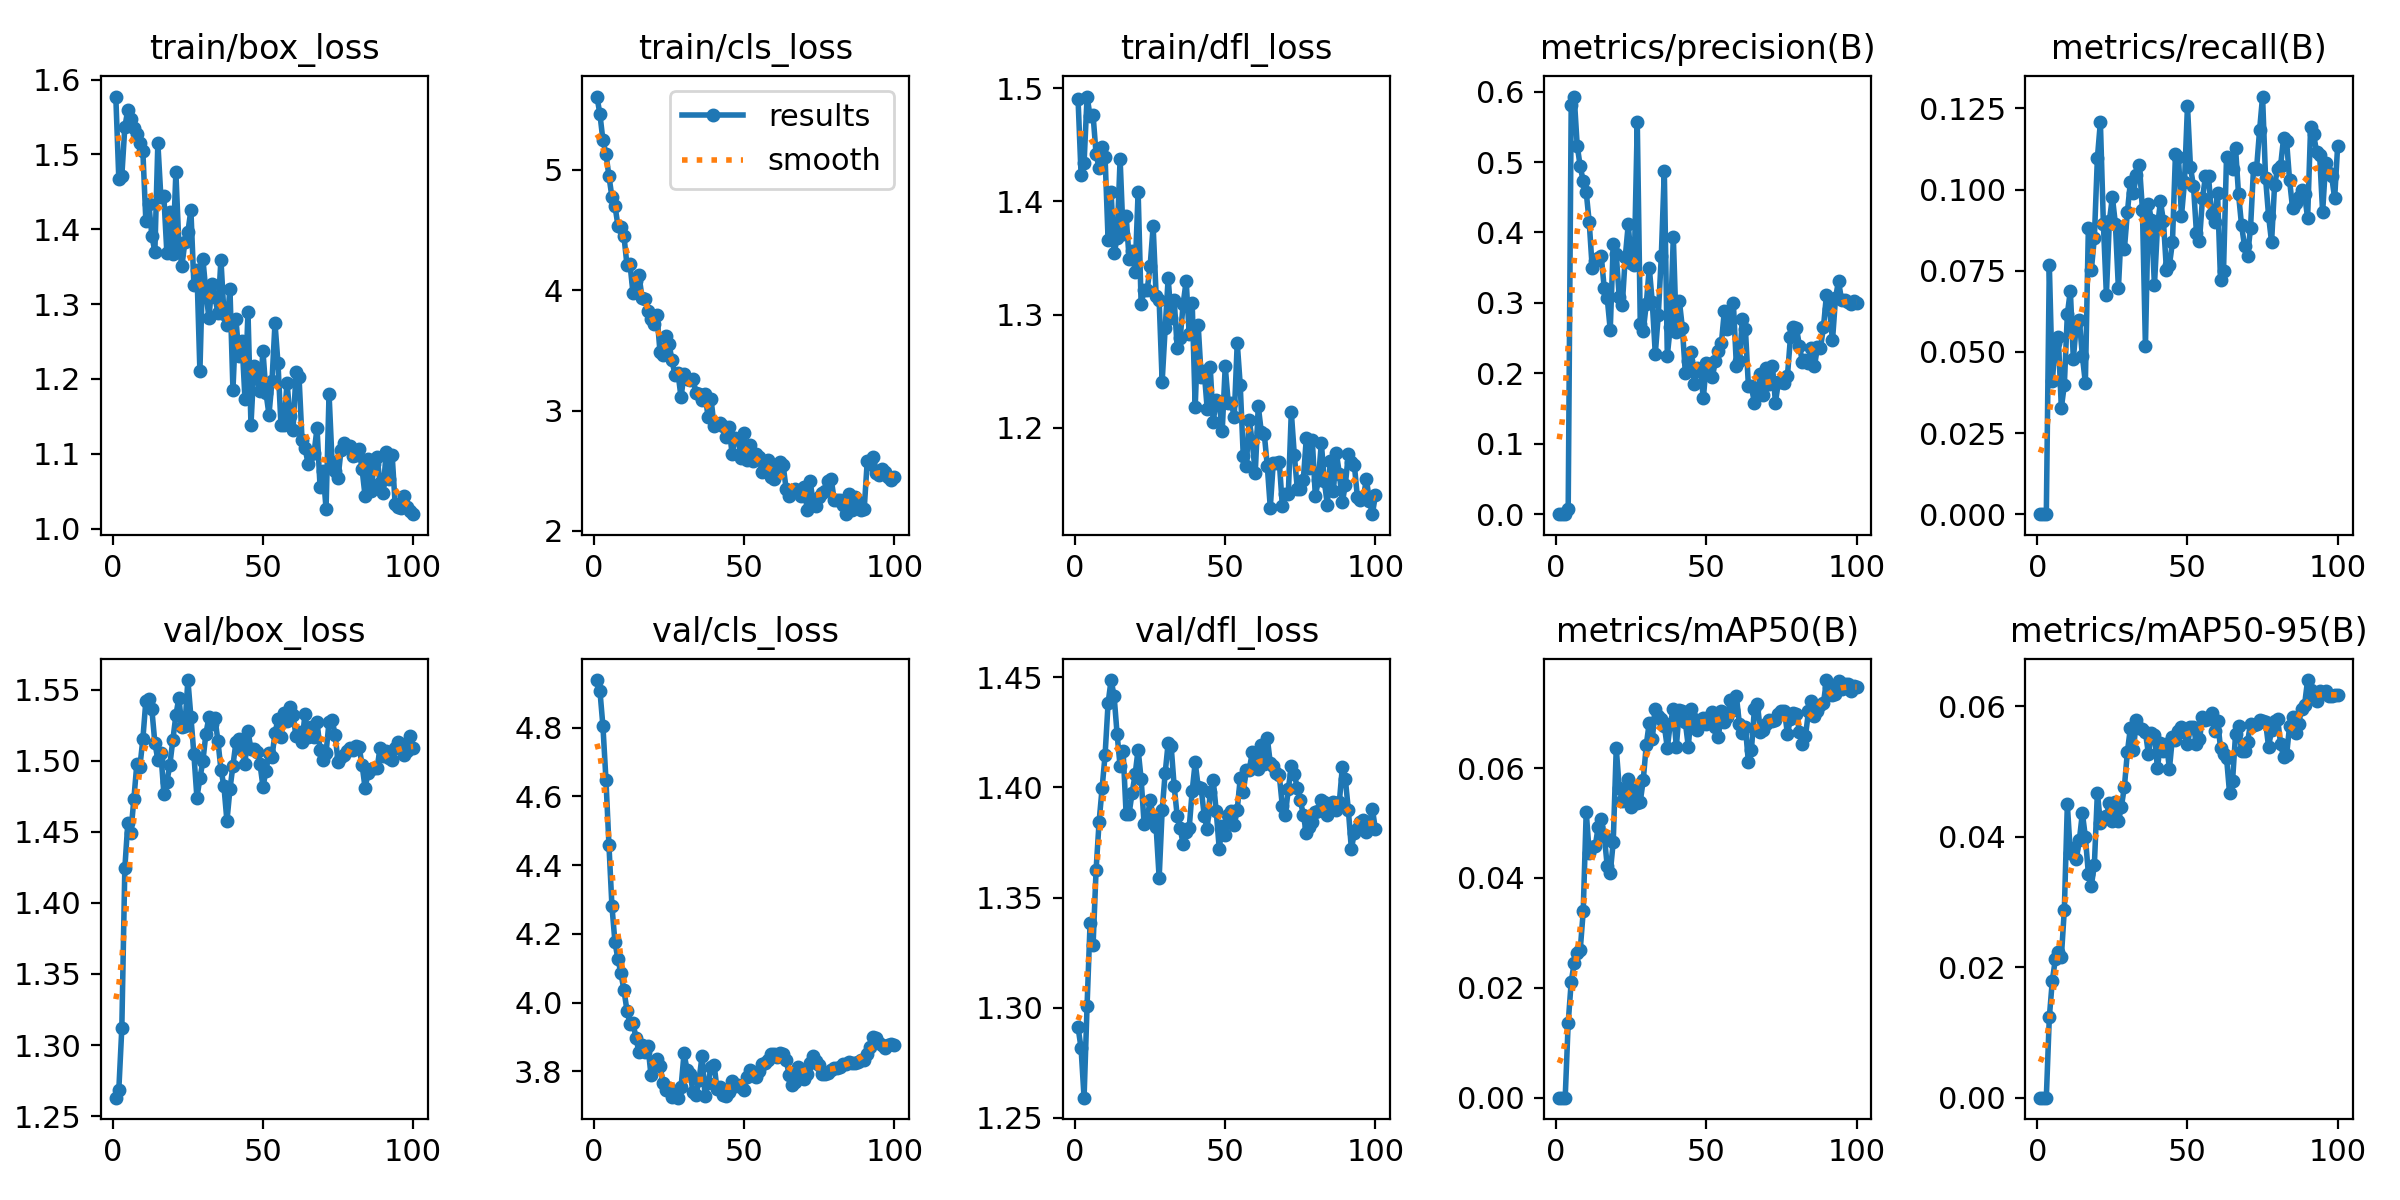 train/box_loss
1.6
1.5
1.4
1.3
1.2
1.1
1.0
0 50 100
train/cls_loss
results
smooth
5
4
3
2
0 50 100
train/dfl_loss
1.5
1.4
1.3
1.2
0 50 100
metrics/precision(B)
0.6
0.5
0.4
0.3
0.2
0.1
0.0
0 50 100
metrics/recall(B)
0.125
0.100
0.075
0.050
0.025
0.000
0 50 100
val/box_loss
1.55
1.50
1.45
1.40
1.35
1.30
1.25
0 50 100
val/cls_loss
4.8
4.6
4.4
4.2
4.0
3.8
0 50 100
val/dfl_loss
1.45
1.40
1.35
1.30
1.25
0 50 100
metrics/mAP50(B)
0.06
0.04
0.02
0.00
0 50 100
metrics/mAP50-95(B)
0.06
0.04
0.02
0.00
0 50 100